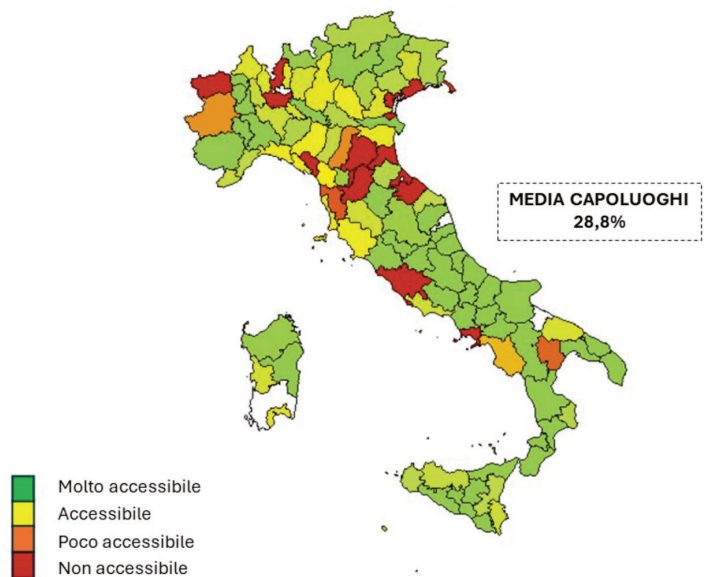 MEDIA CAPOLUOGHI
28,8%
Molto accessibile
Accessibile
Poco accessibile
Non accessibile